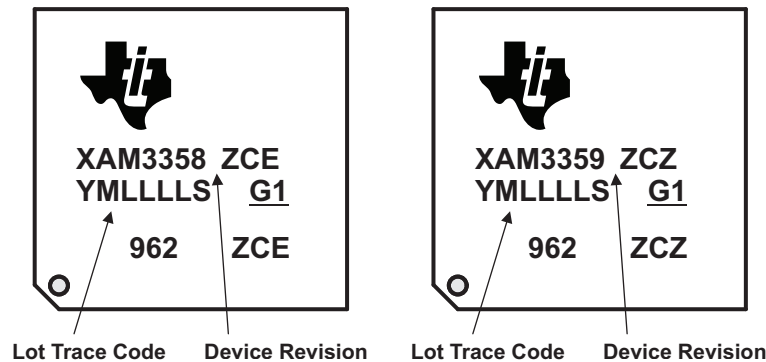 XAM3358 ZCE
YMLLLLS G1
962 ZCE
Lot Trace Code Device Revision
XAM3359 ZCZ
YMLLLLS G1
962 ZCZ
Lot Trace Code Device Revision